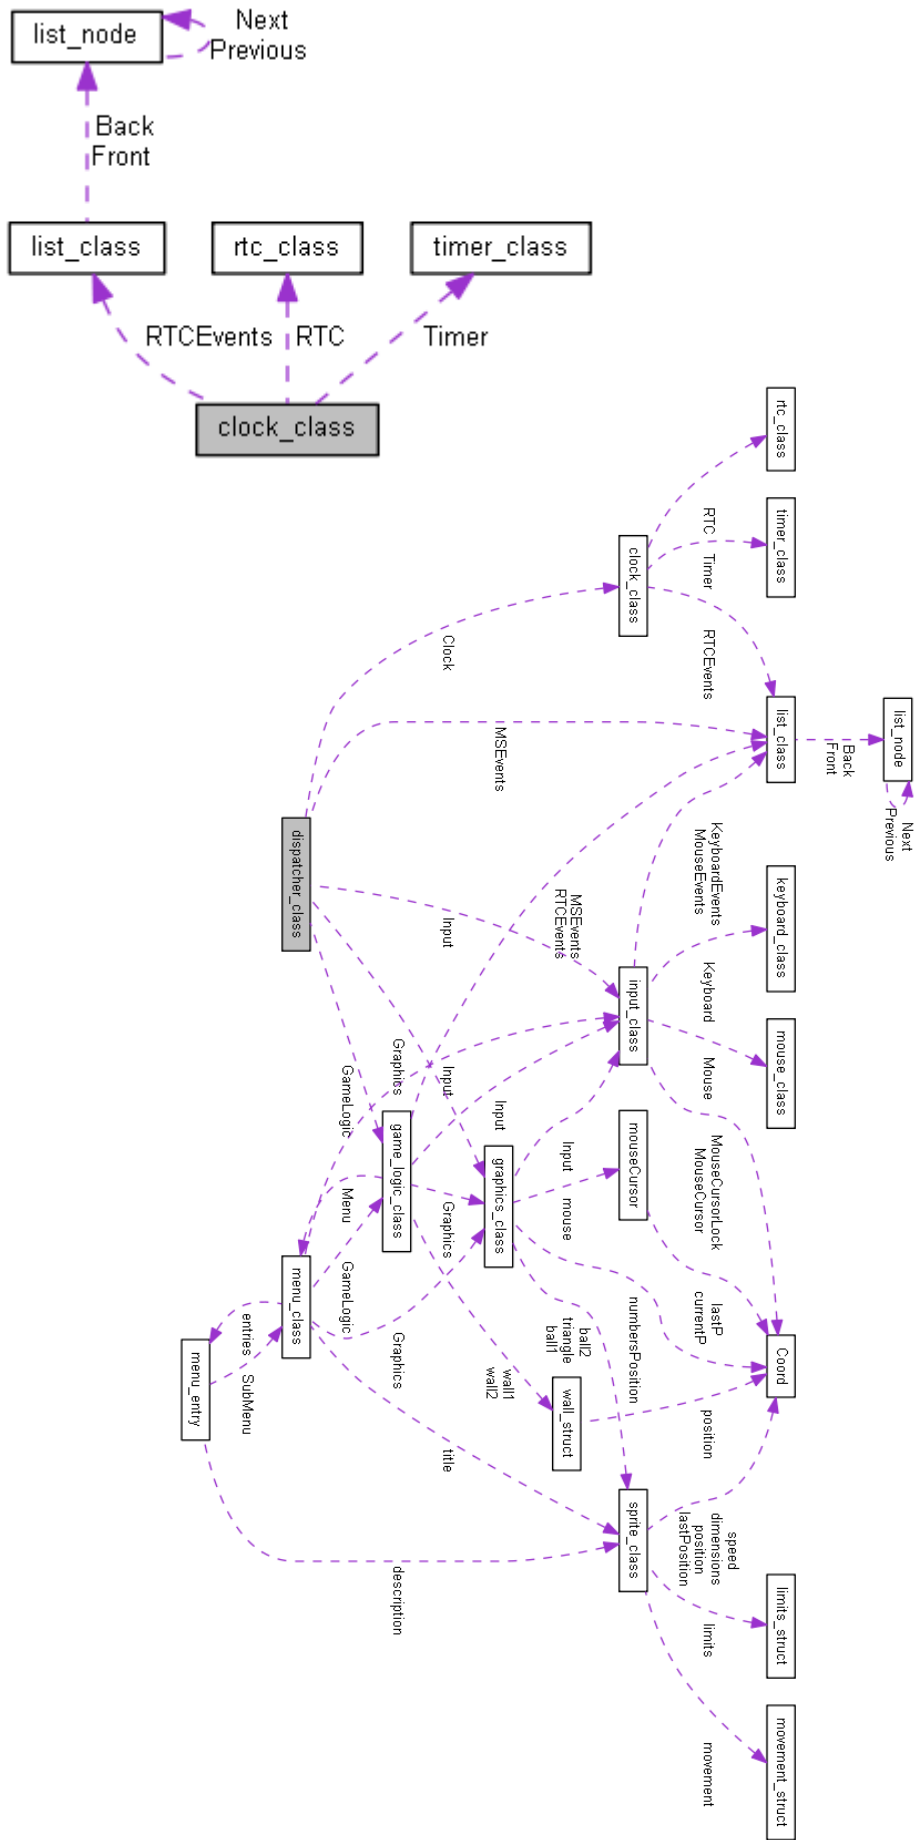 list_node
Next
Previous
Back
Front
list_class
rtc_class
timer_class
RTCEvents
RTC
Timer
clock_class
rtc_class
timer_class
RTC
Timer
clock_class
RTCEvents
Clock
list_class
list_node
Back
Front
Next
Previous
MSEvents
dispatcher_class
KeyboardEvents
MouseEvents
keyboard_class
MSEvents
RTCEvents
Input
input_class
Keyboard
mouse_class
Mouse
Graphics
GameLogic
Input
Input
game_logic_class
graphics_class
Input
mouse
mouseCursor
MouseCursorLock
MouseCursor
Menu
Graphics
menu_class
GameLogic
Graphics
entries
SubMenu
menu_entry
numbersPosition
lastP
currentP
Coord
ball2
triangle
ball1
wall1
wall2
wall_struct
position
title
sprite_class
speed
dimensions
position
lastPosition
description
limits_struct
limits
movement_struct
movement